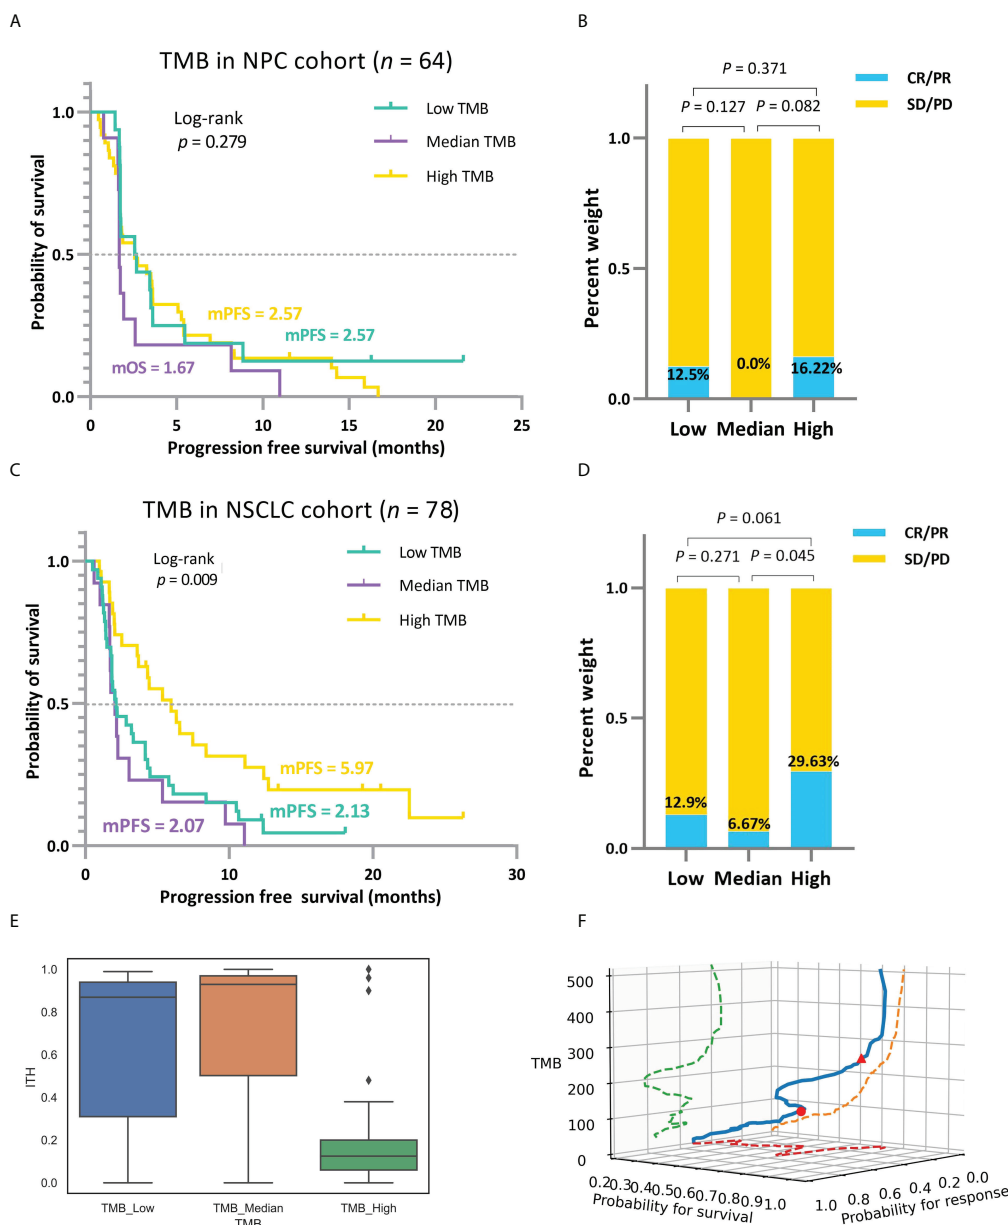 A
TMB in NPC cohort (n = 64)
Log-rank
p = 0.279
Low TMB
Median TMB
High TMB
Probability of survival
1.0
0.5
0.0
mPFS = 2.57
mPFS = 2.57
mOS = 1.67
0 5 10 15 20 25
Progression free survival (months)
B
P = 0.371
P = 0.127
P = 0.082
CR/PR
SD/PD
Percent weight
1.0
0.5
0.0
12.5%
0.0%
16.22%
Low Median High
C
TMB in NSCLC cohort (n = 78)
Log-rank
p = 0.009
Low TMB
Median TMB
High TMB
Probability of survival
1.0
0.5
0.0
mPFS = 5.97
mPFS = 2.13
mPFS = 2.07
0 10 20 30
Progression free survival (months)
D
P = 0.061
P = 0.271
P = 0.045
CR/PR
SD/PD
Percent weight
1.0
0.5
0.0
12.9%
6.67%
29.63%
Low Median High
E
ITH
1.0
0.8
0.6
0.4
0.2
0.0
TMB_Low TMB_Median TMB_High
TMB
F
TMB
500
400
300
200
100
0
0.2 0.3 0.4 0.5 0.6 0.7 0.8 0.9 1.0
Probability for survival
1.0 0.8 0.6 0.4 0.2 0.0
Probability for response